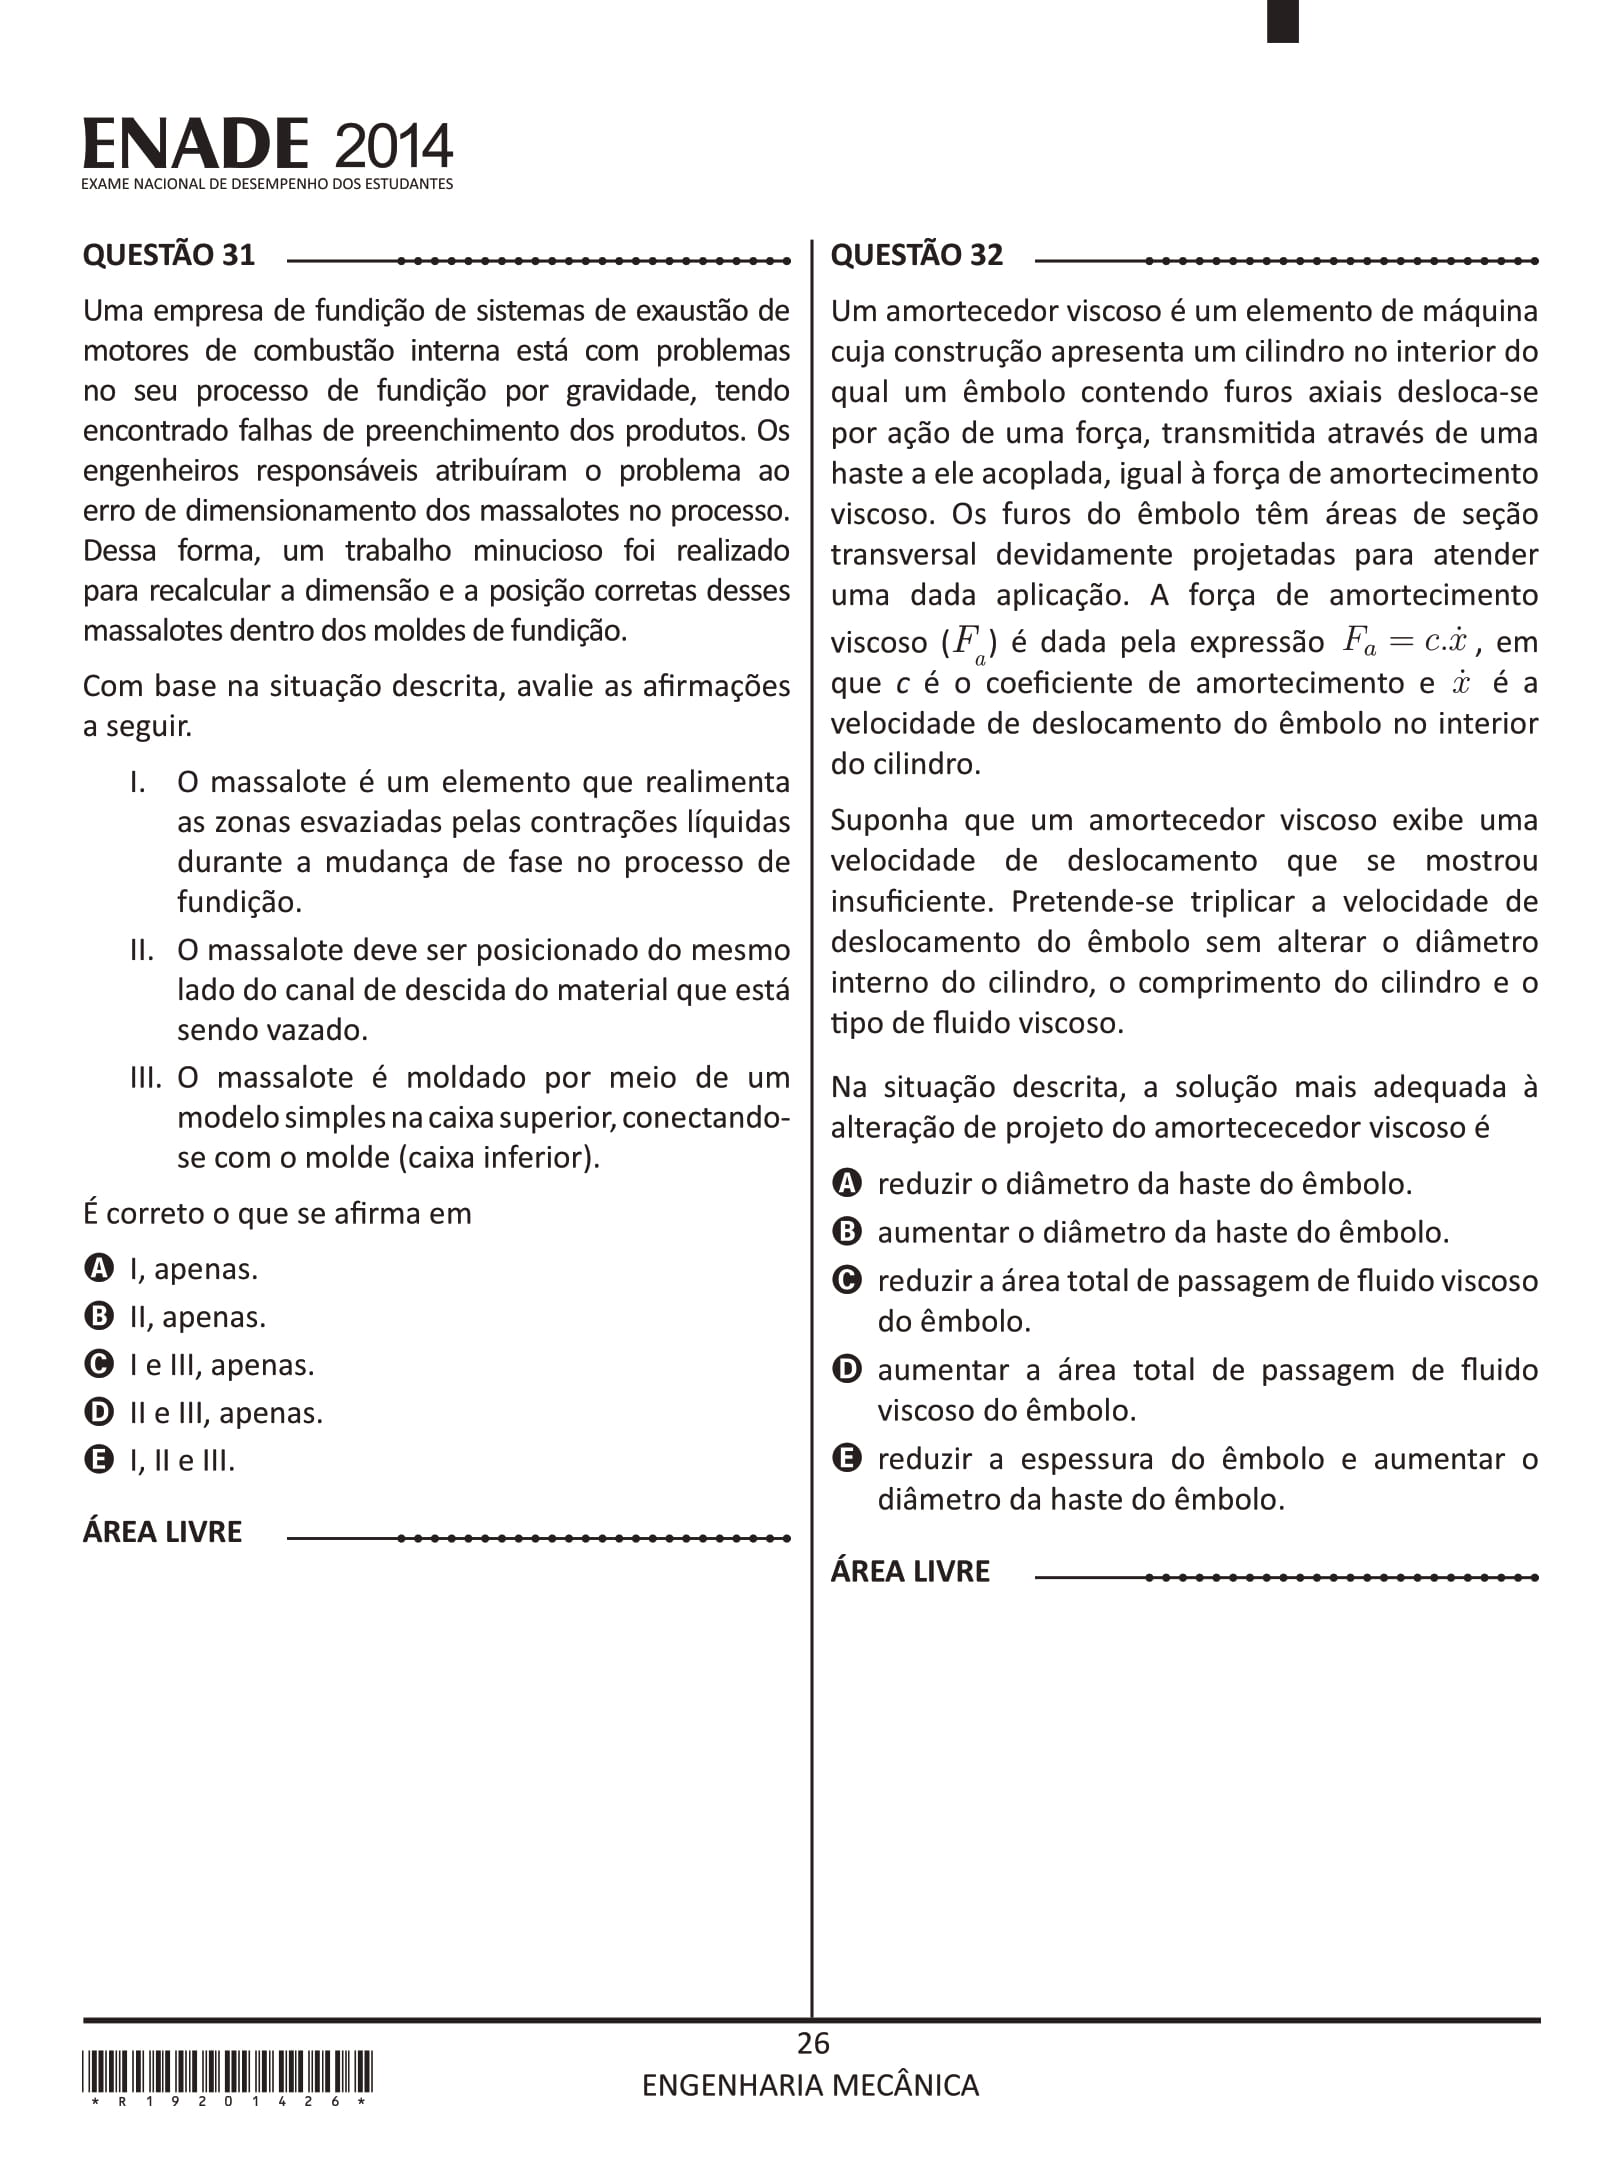 ENADE 2014
EXAME NACIONAL DE DESEMPENHO DOS ESTUDANTES
QUESTÃO 31
Uma empresa de fundição de sistemas de exaustão de
motores de combustão interna está com problemas
no seu processo de fundição por gravidade, tendo
encontrado falhas de preenchimento dos produtos. Os
engenheiros responsáveis atribuíram o problema ao
erro de dimensionamento dos massalotes no processo.
Dessa forma, um trabalho minucioso foi realizado
para recalcular a dimensão e a posição corretas desses
massalotes dentro dos moldes de fundição.
Com base na situação descrita, avalie as afirmações
a seguir.
I. O massalote é um elemento que realimenta
as zonas esvaziadas pelas contrações líquidas
durante a mudança de fase no processo de
fundição.
II. O massalote deve ser posicionado do mesmo
lado do canal de descida do material que está
sendo vazado.
III. O massalote é moldado por meio de um
modelo simples na caixa superior, conectando-
se com o molde (caixa inferior).
É correto o que se afirma em
A I, apenas.
B II, apenas.
C I e III, apenas.
D II e III, apenas.
E I, II e III.
ÁREA LIVRE
QUESTÃO 32
Um amortecedor viscoso é um elemento de máquina
cuja construção apresenta um cilindro no interior do
qual um êmbolo contendo furos axiais desloca-se
por ação de uma força, transmitida através de uma
haste a ele acoplada, igual à força de amortecimento
viscoso. Os furos do êmbolo têm áreas de seção
transversal devidamente projetadas para atender
uma dada aplicação. A força de amortecimento
viscoso (Fₐ) é dada pela expressão Fₐ = c.ẋ, em
que c é o coeficiente de amortecimento e ẋ é a
velocidade de deslocamento do êmbolo no interior
do cilindro.
Suponha que um amortecedor viscoso exibe uma
velocidade de deslocamento que se mostrou
insuficiente. Pretende-se triplicar a velocidade de
deslocamento do êmbolo sem alterar o diâmetro
interno do cilindro, o comprimento do cilindro e o
tipo de fluido viscoso.
Na situação descrita, a solução mais adequada à
alteração de projeto do amortececedor viscoso é
A reduzir o diâmetro da haste do êmbolo.
B aumentar o diâmetro da haste do êmbolo.
C reduzir a área total de passagem de fluido viscoso
do êmbolo.
D aumentar a área total de passagem de fluido
viscoso do êmbolo.
E reduzir a espessura do êmbolo e aumentar o
diâmetro da haste do êmbolo.
ÁREA LIVRE
26
ENGENHARIA MECÂNICA
*R19201426*